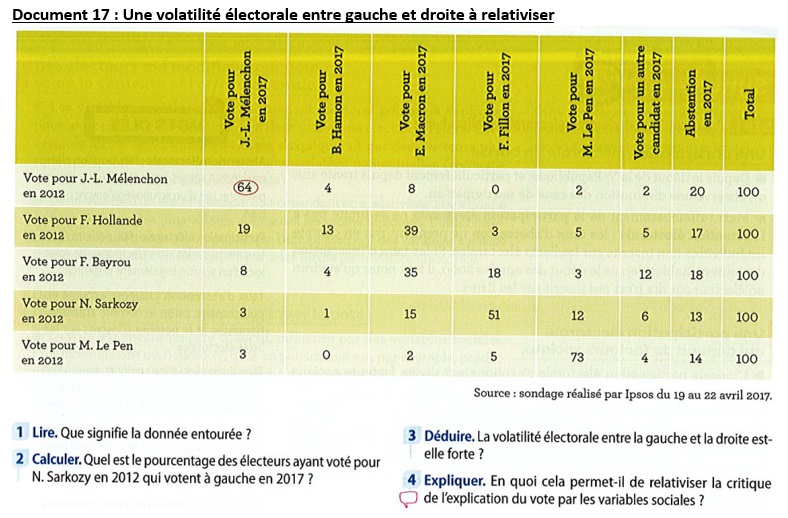 Document 17 : Une volatilité électorale entre gauche et droite à relativiser
Vote pour J.-L. Mélenchon en 2017
Vote pour B. Hamon en 2017
Vote pour E. Macron en 2017
Vote pour F. Fillon en 2017
Vote pour M. Le Pen en 2017
Vote pour un autre candidat en 2017
Abstention en 2017
Total
Vote pour J.-L. Mélenchon en 2012 64 4 8 0 2 2 20 100
Vote pour F. Hollande en 2012 19 13 39 3 5 5 17 100
Vote pour F. Bayrou en 2012 8 4 35 18 3 12 18 100
Vote pour N. Sarkozy en 2012 3 1 15 51 12 6 13 100
Vote pour M. Le Pen en 2012 3 0 2 5 73 4 14 100
Source : sondage réalisé par Ipsos du 19 au 22 avril 2017.
1 Lire. Que signifie la donnée entourée ?
2 Calculer. Quel est le pourcentage des électeurs ayant voté pour
N. Sarkozy en 2012 qui votent à gauche en 2017 ?
3 Déduire. La volatilité électorale entre la gauche et la droite est-
elle forte ?
4 Expliquer. En quoi cela permet-il de relativiser la critique
de l'explication du vote par les variables sociales ?